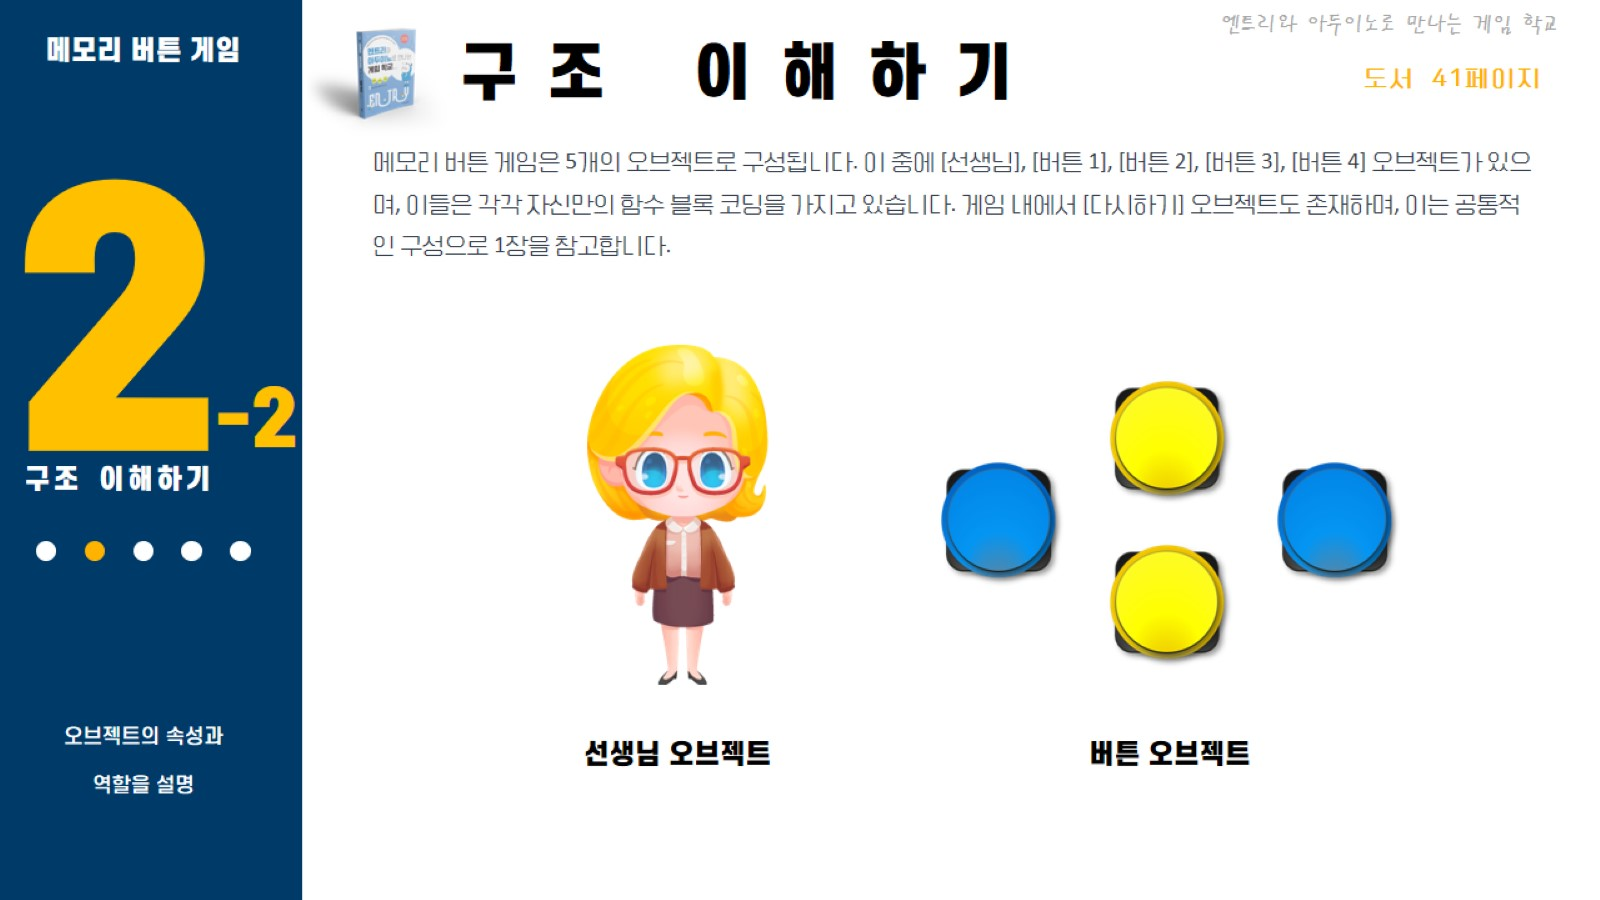 메모리 버튼 게임
2-2
구조 이해하기
오브젝트의 속성과
역할을 설명
엔트리와 아두이노로 만나는 게임 학교
구조 이해하기
도서 41페이지
메모리 버튼 게임은 5개의 오브젝트로 구성됩니다. 이 중에 [선생님], [버튼 1], [버튼 2], [버튼 3], [버튼 4] 오브젝트가 있으
며, 이들은 각각 자신만의 함수 블록 코딩을 가지고 있습니다. 게임 내에서 [다시하기] 오브젝트도 존재하며, 이는 공통적
인 구성으로 1장을 참고합니다.
선생님 오브젝트
버튼 오브젝트